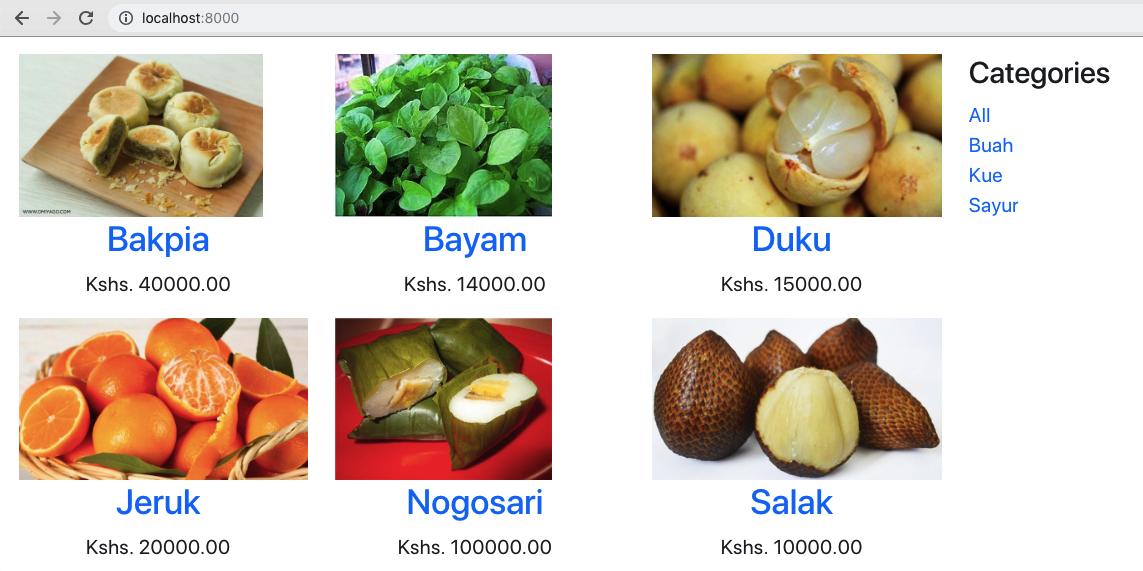 localhost:8000
WWW.OMIYAGO.COM
Bakpia
Kshs. 40000.00
Bayam
Kshs. 14000.00
Duku
Kshs. 15000.00
Jeruk
Kshs. 20000.00
Nogosari
Kshs. 100000.00
Salak
Kshs. 10000.00
Categories
All
Buah
Kue
Sayur